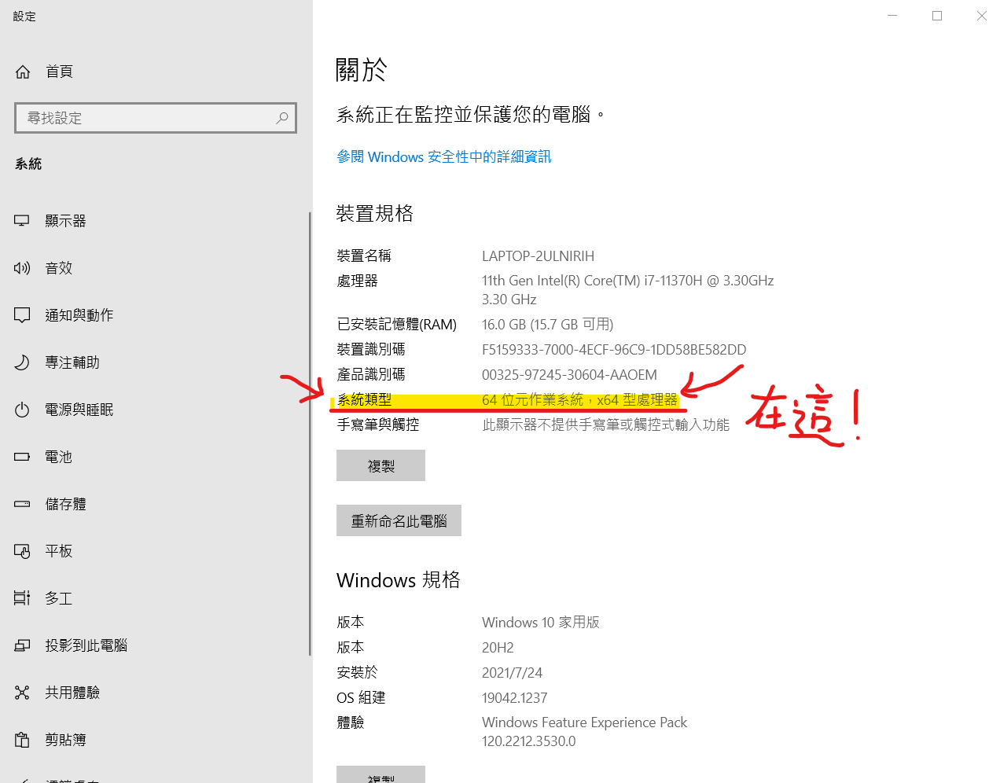 設定
首頁
尋找設定
系統
顯示器
音效
通知與動作
專注輔助
電源與睡眠
電池
儲存體
平板
多工
投影到此電腦
共用體驗
剪貼簿
關於
系統正在監控並保護您的電腦。
參閱 Windows 安全性中的詳細資訊
裝置規格
裝置名稱 LAPTOP-2ULNIRIH
處理器 11th Gen Intel(R) Core(TM) i7-11370H @ 3.30GHz
3.30 GHz
已安裝記憶體(RAM) 16.0 GB (15.7 GB 可用)
裝置識別碼 F5159333-7000-4ECF-96C9-1DD58BE582DD
產品識別碼 00325-97245-30604-AAOEM
系統類型 64 位元作業系統，x64 型處理器
在這!
手寫筆與觸控 此顯示器不提供手寫筆或觸控式輸入功能
複製
重新命名此電腦
Windows 規格
版本 Windows 10 家用版
版本 20H2
安裝於 2021/7/24
OS 組建 19042.1237
體驗 Windows Feature Experience Pack
120.2212.3530.0
複製